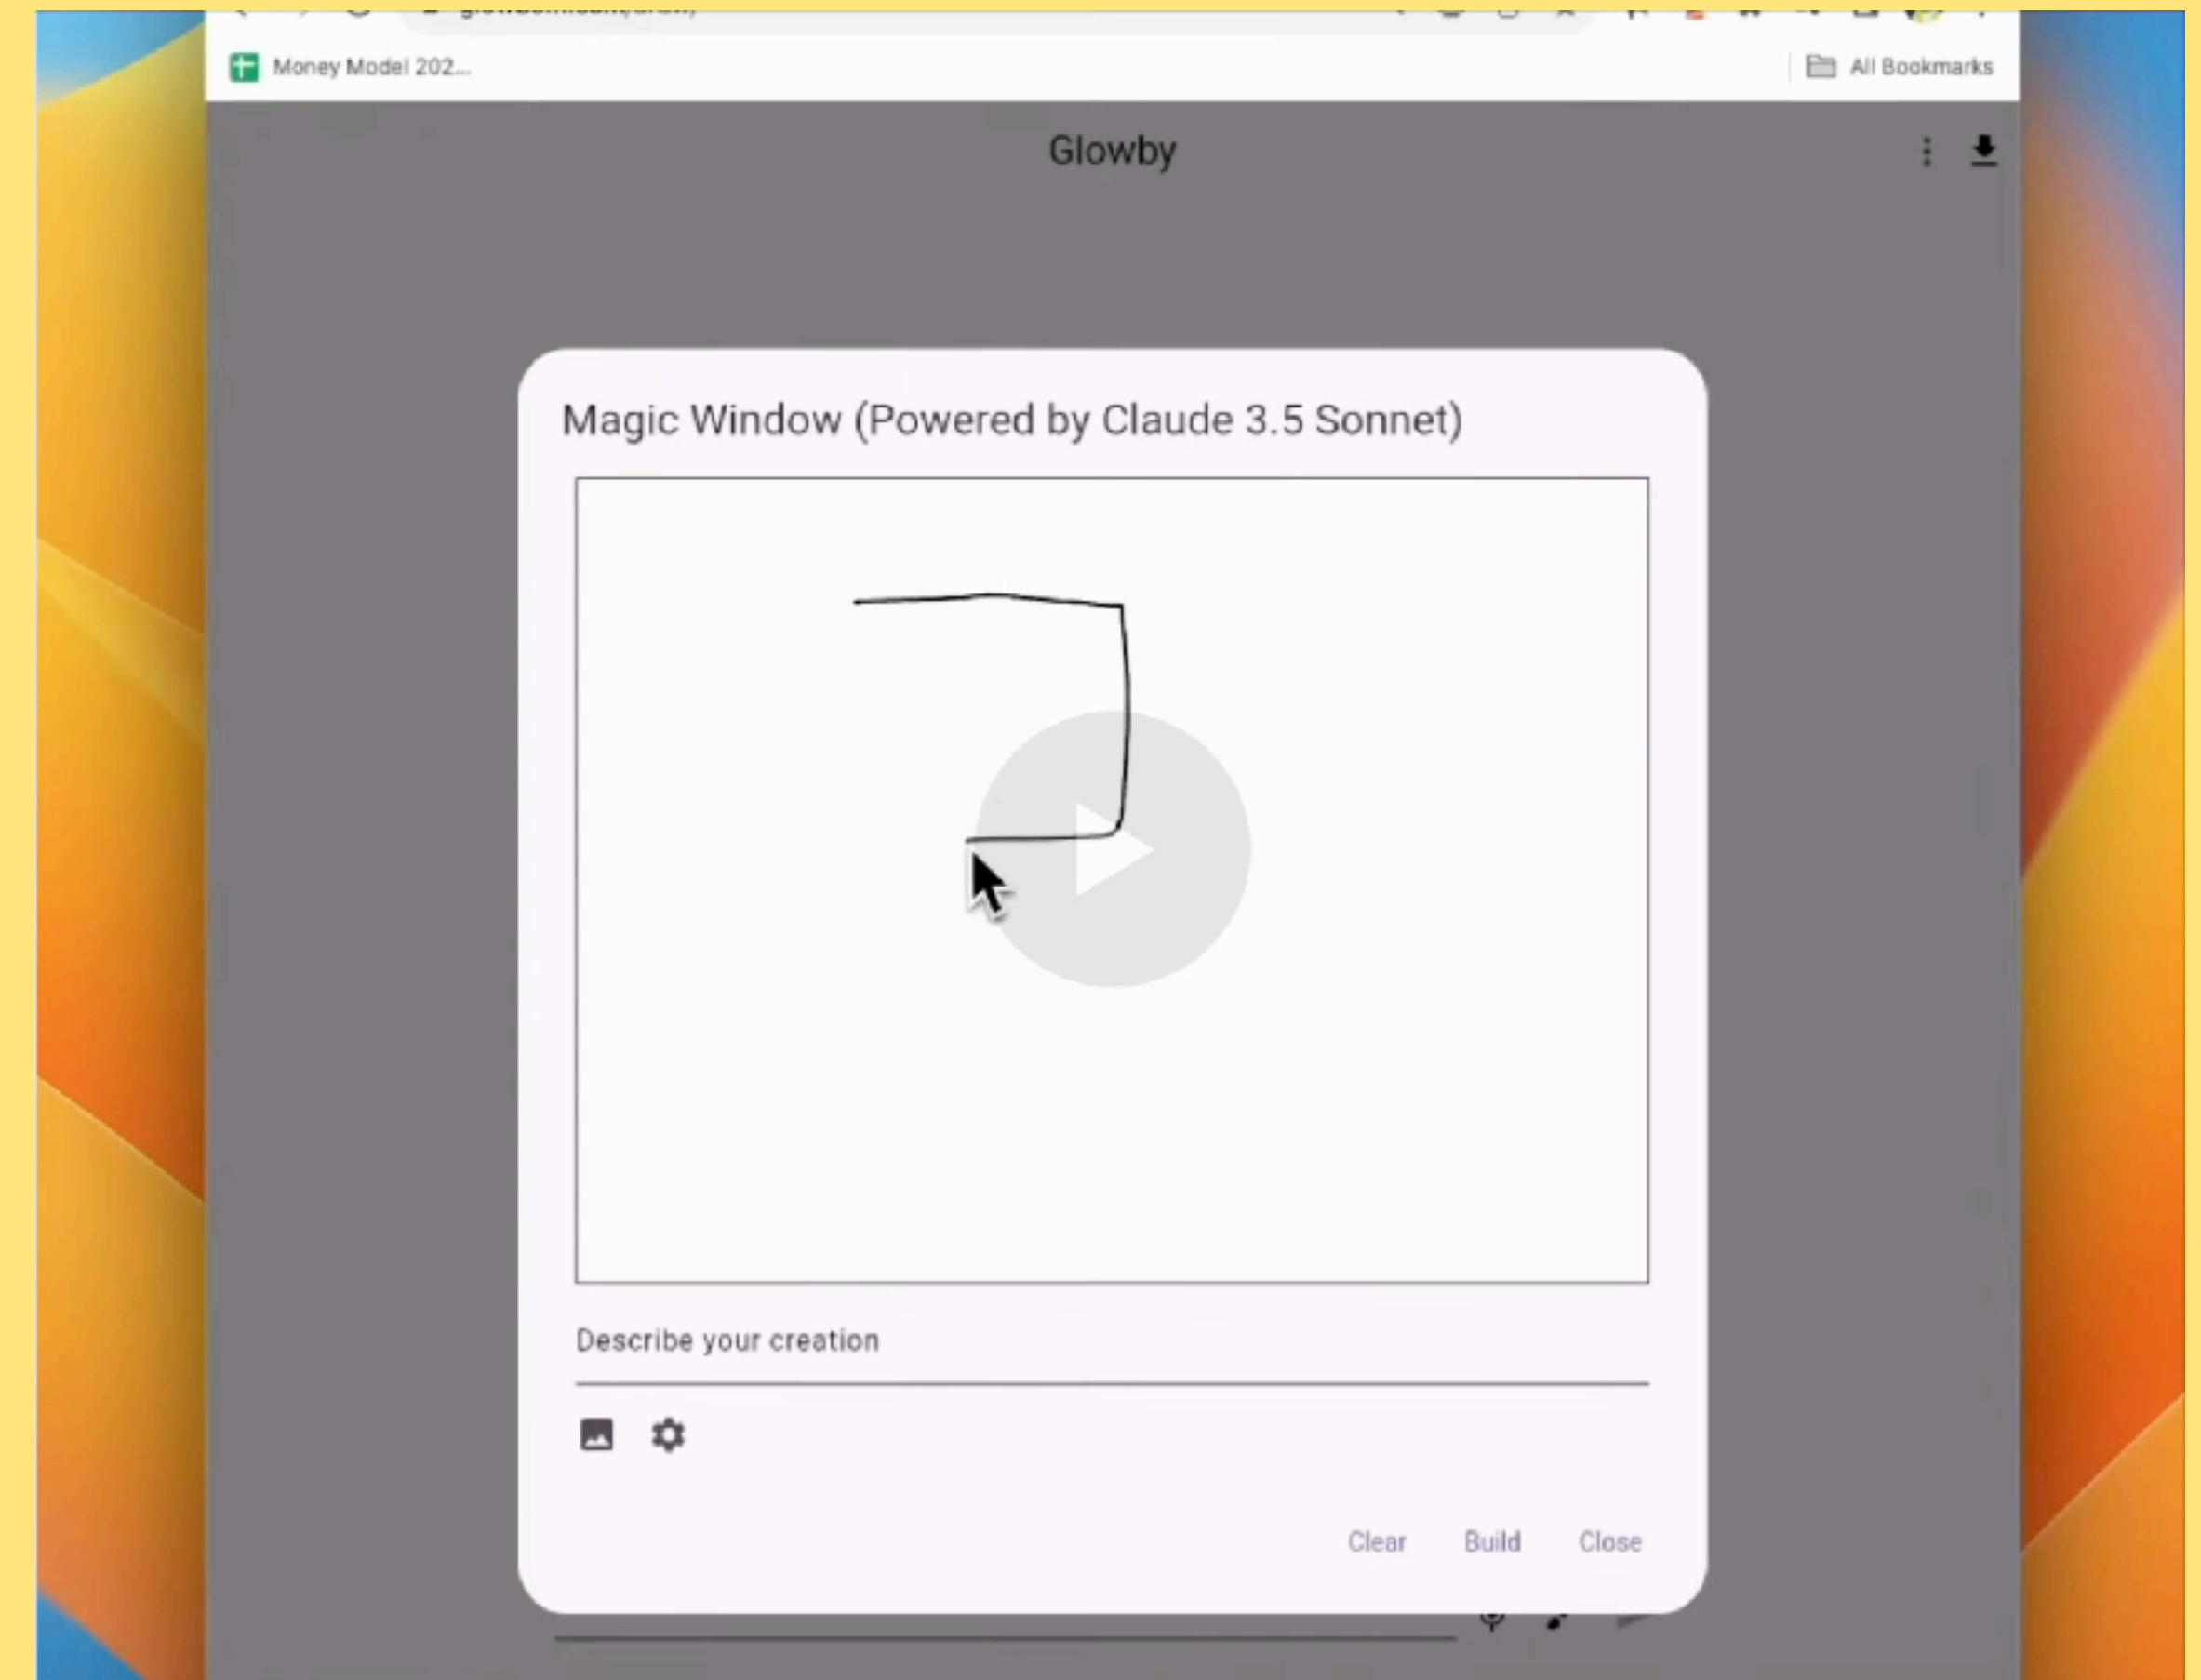 Money Model 202...
All Bookmarks
Glowby
Magic Window (Powered by Claude 3.5 Sonnet)
Describe your creation
Clear Build Close